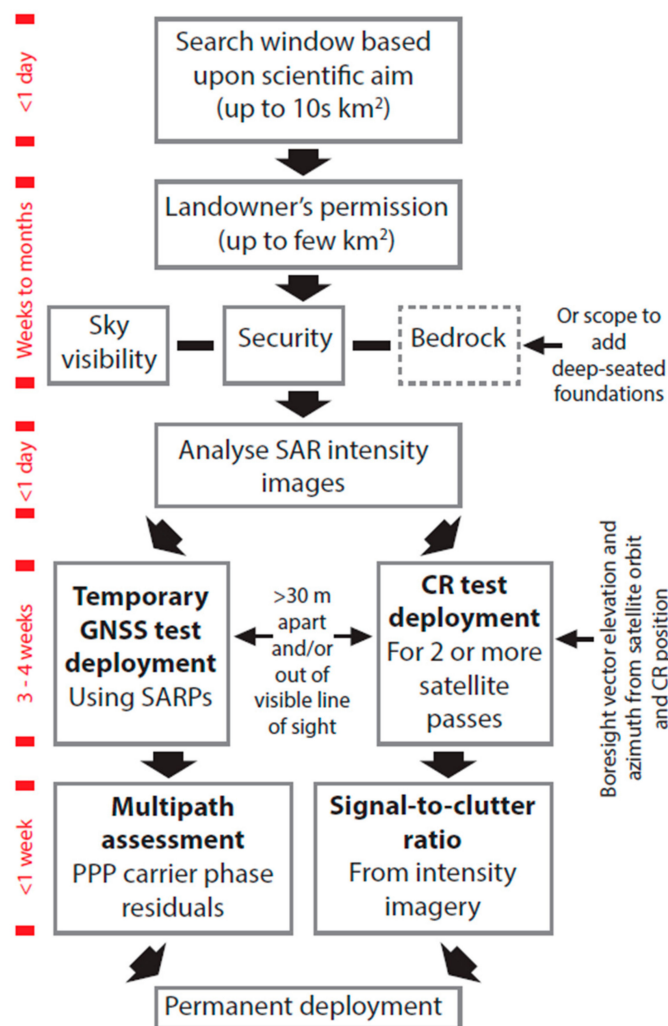 <1 day
Search window based
upon scientific aim
(up to 10s km²)
Weeks to months
Landowner's permission
(up to few km²)
Sky
visibility
Security
Bedrock
Or scope to
add
deep-seated
foundations
<1 day
Analyse SAR intensity
images
3 - 4 weeks
Temporary
GNSS test
deployment
Using SARPs
>30 m
apart
and/or
out of
visible line
of sight
CR test
deployment
For 2 or more
satellite
passes
Boresight vector elevation and
azimuth from satellite orbit
and CR position
<1 week
Multipath
assessment
PPP carrier phase
residuals
Signal-to-clutter
ratio
From intensity
imagery
Permanent deployment